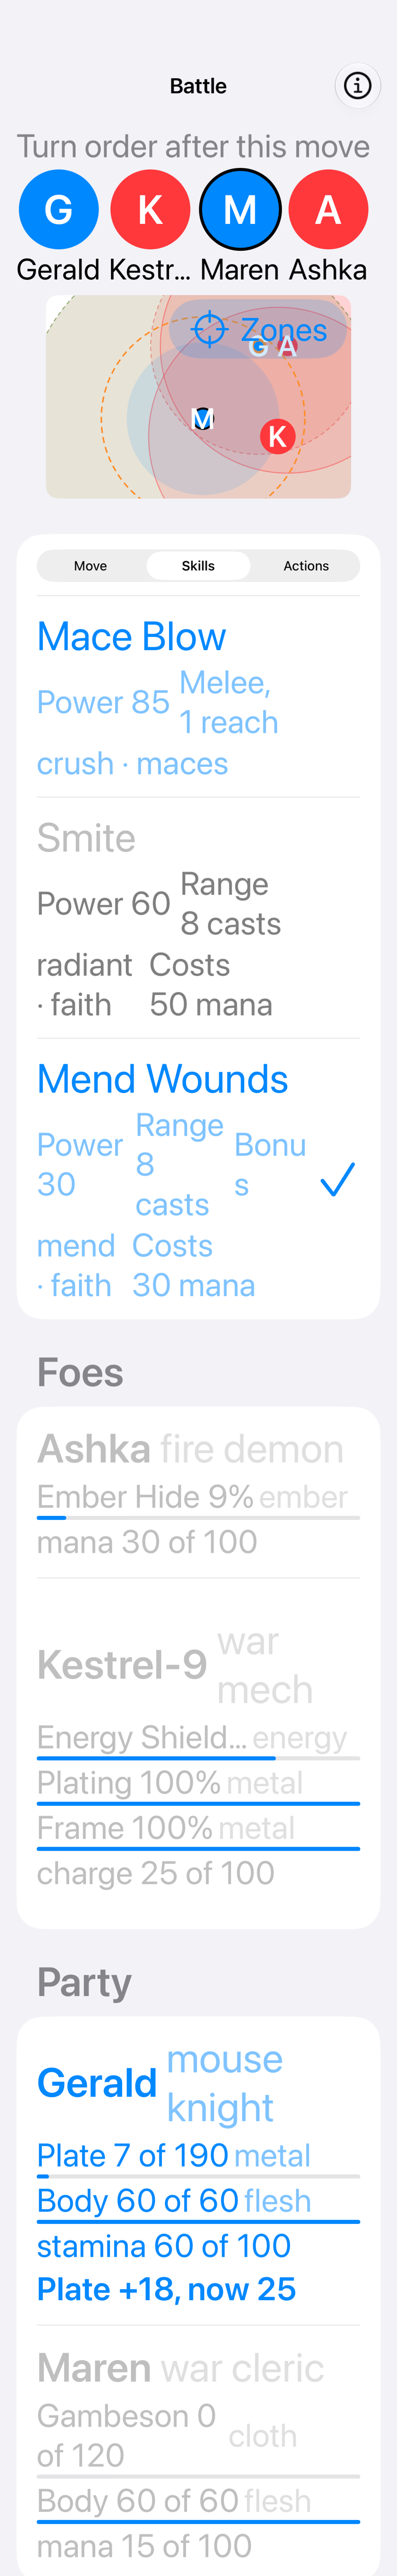 Battle
Turn order after this move
G K M A
Gerald Kestr... Maren Ashka
Zones
G A
M
K
Move Skills Actions
Mace Blow
Power 85 Melee,
1 reach
crush · maces
Smite
Power 60 Range
8 casts
radiant Costs
· faith 50 mana
Mend Wounds
Power Range Bonu
30 8 s
casts
mend Costs
· faith 30 mana
Foes
Ashka fire demon
Ember Hide 9% ember
mana 30 of 100
Kestrel-9 war
mech
Energy Shield... energy
Plating 100% metal
Frame 100% metal
charge 25 of 100
Party
Gerald mouse
knight
Plate 7 of 190 metal
Body 60 of 60 flesh
stamina 60 of 100
Plate +18, now 25
Maren war cleric
Gambeson 0 cloth
of 120
Body 60 of 60 flesh
mana 15 of 100